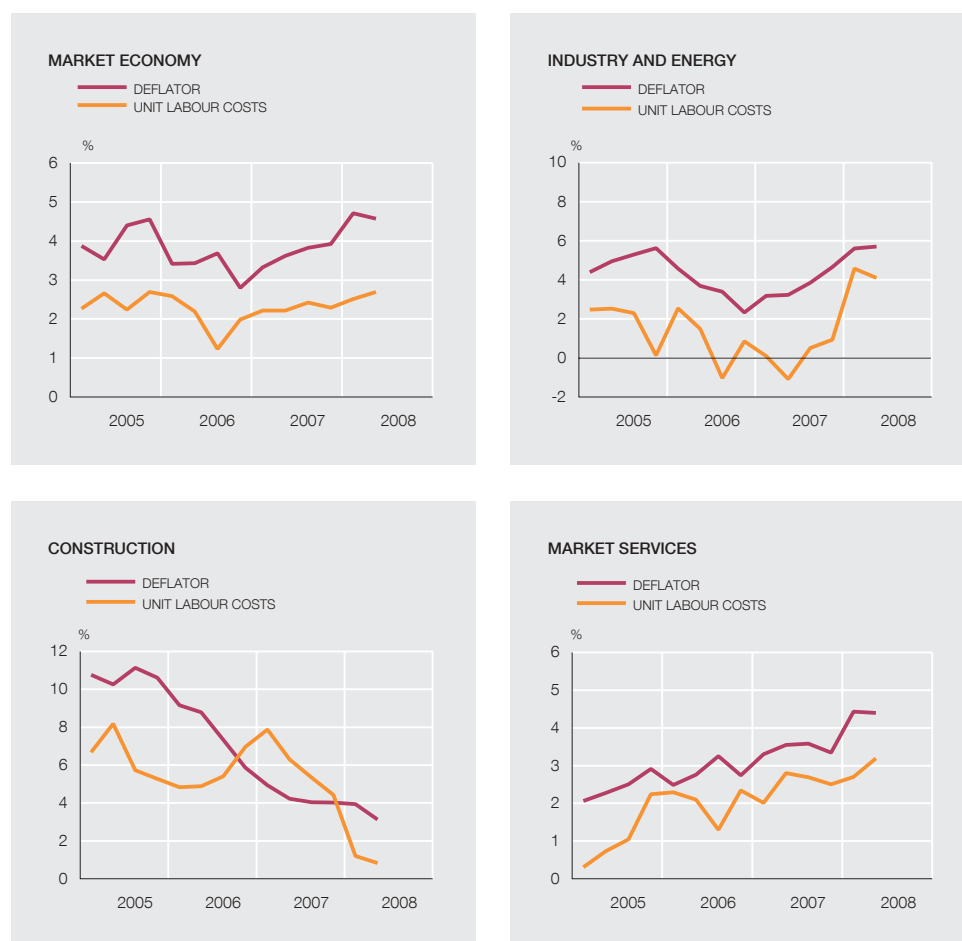 MARKET ECONOMY
DEFLATOR
UNIT LABOUR COSTS
%
6
5
4
3
2
1
0
2005 2006 2007 2008
INDUSTRY AND ENERGY
DEFLATOR
UNIT LABOUR COSTS
%
10
8
6
4
2
0
-2
2005 2006 2007 2008
CONSTRUCTION
DEFLATOR
UNIT LABOUR COSTS
%
12
10
8
6
4
2
0
2005 2006 2007 2008
MARKET SERVICES
DEFLATOR
UNIT LABOUR COSTS
%
6
5
4
3
2
1
0
2005 2006 2007 2008